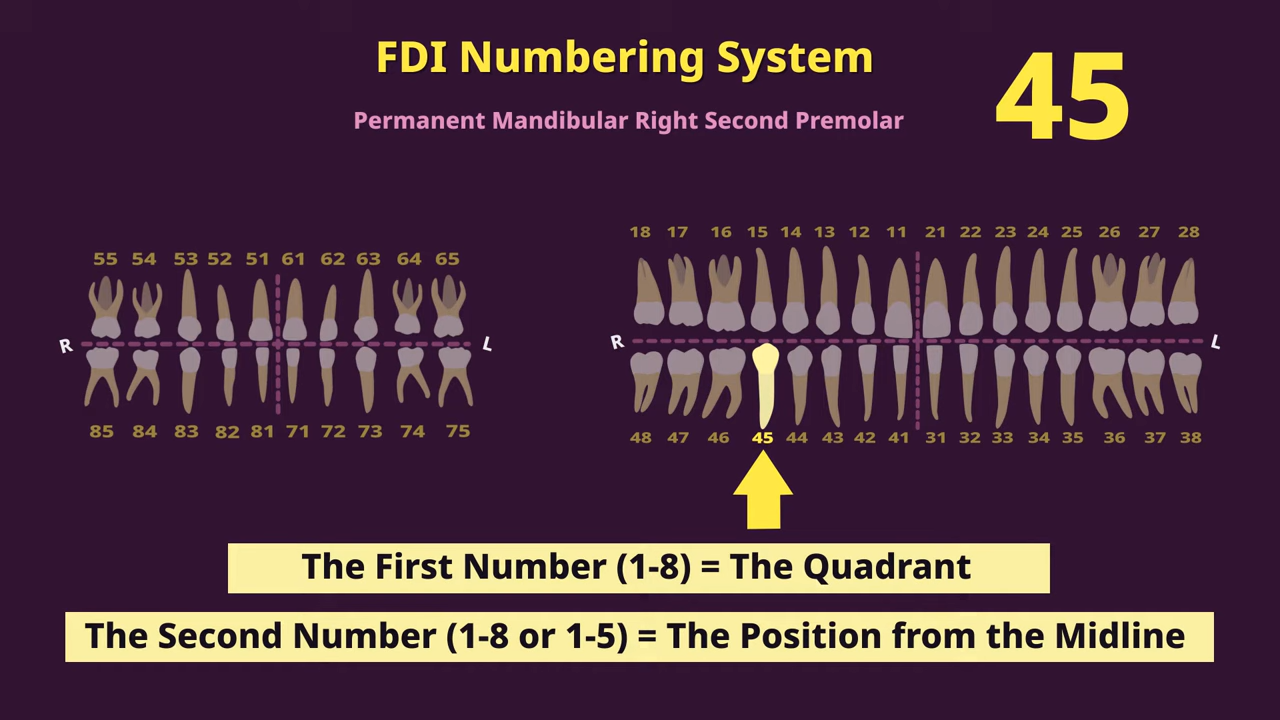 FDI Numbering System
45
Permanent Mandibular Right Second Premolar
55 54 53 52 51 61 62 63 64 65
R L
85 84 83 82 81 71 72 73 74 75
18 17 16 15 14 13 12 11 21 22 23 24 25 26 27 28
R L
48 47 46 45 44 43 42 41 31 32 33 34 35 36 37 38
The First Number (1-8) = The Quadrant
The Second Number (1-8 or 1-5) = The Position from the Midline